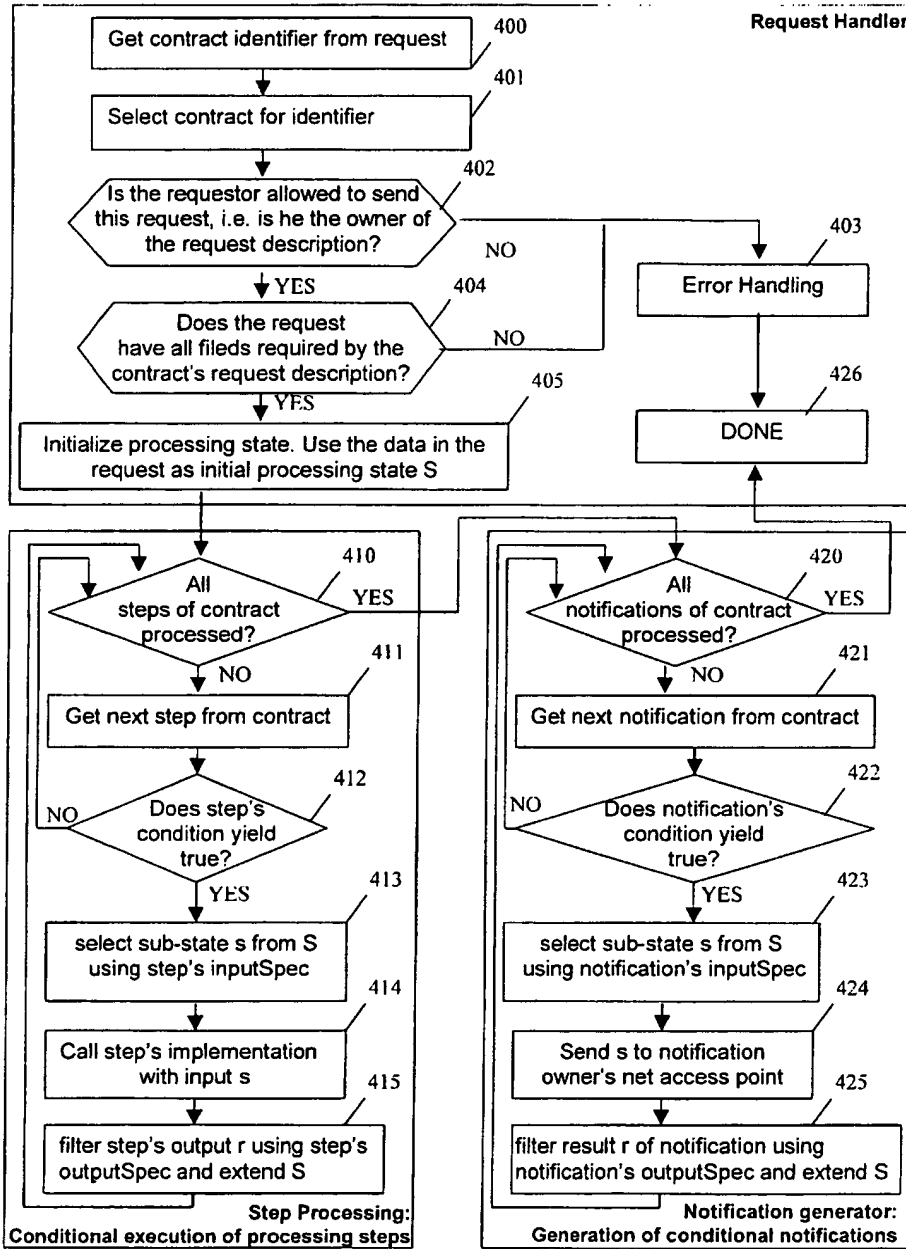 Request Handler
400
Get contract identifier from request
401
Select contract for identifier
402
Is the requestor allowed to send
this request, i.e. is he the owner of
the request description?
NO
403
Error Handling
YES
404
Does the request
have all fileds required by the
contract's request description?
NO
YES
405
426
DONE
Initialize processing state. Use the data in the
request as initial processing state S
410
All
steps of contract
processed?
YES
NO
411
Get next step from contract
412
NO
Does step's
condition yield
true?
YES
413
select sub-state s from S
using step's inputSpec
414
Call step's implementation
with input s
415
filter step's output r using step's
outputSpec and extend S
Step Processing:
Conditional execution of processing steps
420
All
notifications of contract
processed?
YES
NO
421
Get next notification from contract
422
NO
Does notification's
condition yield
true?
YES
423
select sub-state s from S
using notification's inputSpec
424
Send s to notification
owner's net access point
425
filter result r of notification using
notification's outputSpec and extend S
Notification generator:
Generation of conditional notifications